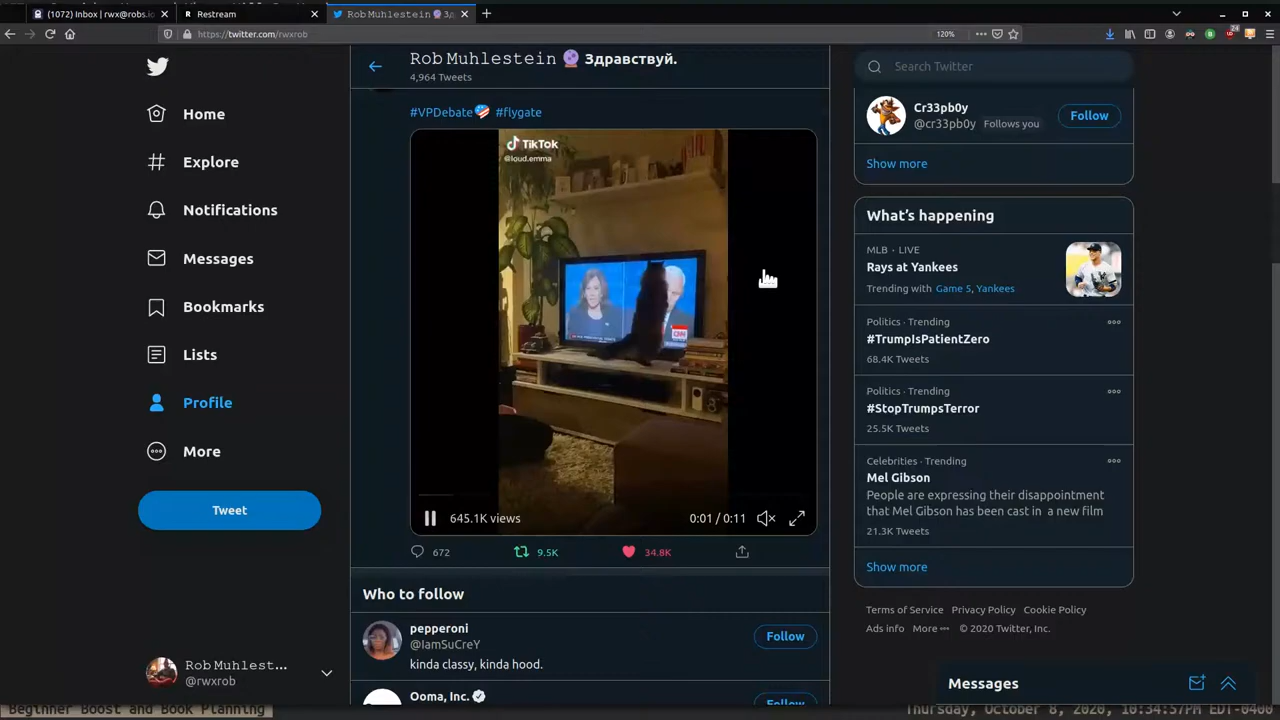 (1072) Inbox | rwx@robs.io
Restream
Rob Muhlestein🔮 Зд
https://twitter.com/rwxrob
120%
24
Rob Muhlestein 🔮 Здравствуй.
4,964 Tweets
Home
Explore
Notifications
Messages
Bookmarks
Lists
Profile
More
Tweet
Rob Muhlest...
@rwxrob
#VPDebate #flygate
TikTok
@loud.emma
CNN
645.1K views
0:01 / 0:11
672
9.5K
34.8K
Who to follow
pepperoni
@IamSuCreY
Follow
kinda classy, kinda hood.
Ooma, Inc.
Follow
Search Twitter
Cr33pb0y
@cr33pb0y Follows you
Follow
Show more
What's happening
MLB · LIVE
Rays at Yankees
Trending with Game 5, Yankees
Politics · Trending
#TrumpIsPatientZero
68.4K Tweets
Politics · Trending
#StopTrumpsTerror
25.5K Tweets
Celebrities · Trending
Mel Gibson
People are expressing their disappointment
that Mel Gibson has been cast in a new film
21.3K Tweets
Show more
Terms of Service Privacy Policy Cookie Policy
Ads info More © 2020 Twitter, Inc.
Messages
Beginner Boost and Book Planning
Thursday, October 8, 2020, 10:34:57PM EDT-0400